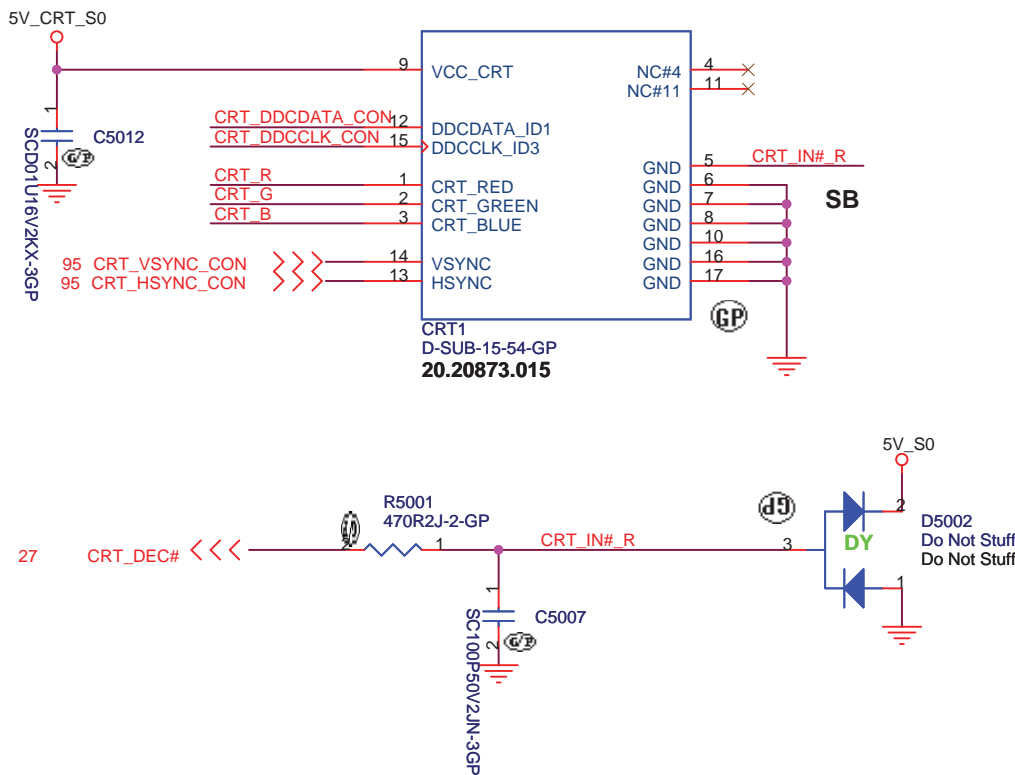 5V_CRT_S0
9 VCC_CRT
NC#4 4
NC#11 11
1
C5012
G/P
2
SCD01U16V2KX-3GP
CRT_DDCDATA_CON 12 DDCDATA_ID1
CRT_DDCCLK_CON 15 DDCCLK_ID3
GND 5 CRT_IN#_R
CRT_R 1 CRT_RED
GND 6
CRT_G 2 CRT_GREEN
GND 7
SB
CRT_B 3 CRT_BLUE
GND 8
GND 10
95 CRT_VSYNC_CON 14 VSYNC
GND 16
95 CRT_HSYNC_CON 13 HSYNC
GND 17
GP
CRT1
D-SUB-15-54-GP
20.20873.015
5V_S0
R5001
470R2J-2-GP
GP
2
D5002
Do Not Stuff
Do Not Stuff
DY
27 CRT_DEC# 2 1 CRT_IN#_R 3
1
1
C5007
G/P
2
SC100P50V2JN-3GP